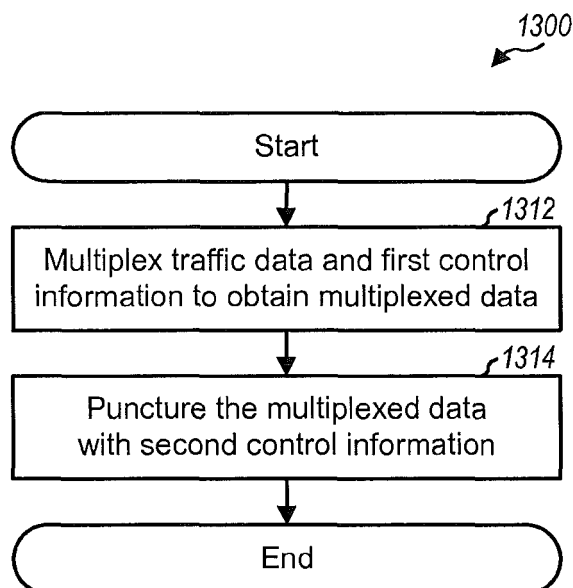 1300
Start
1312
Multiplex traffic data and first control
information to obtain multiplexed data
1314
Puncture the multiplexed data
with second control information
End